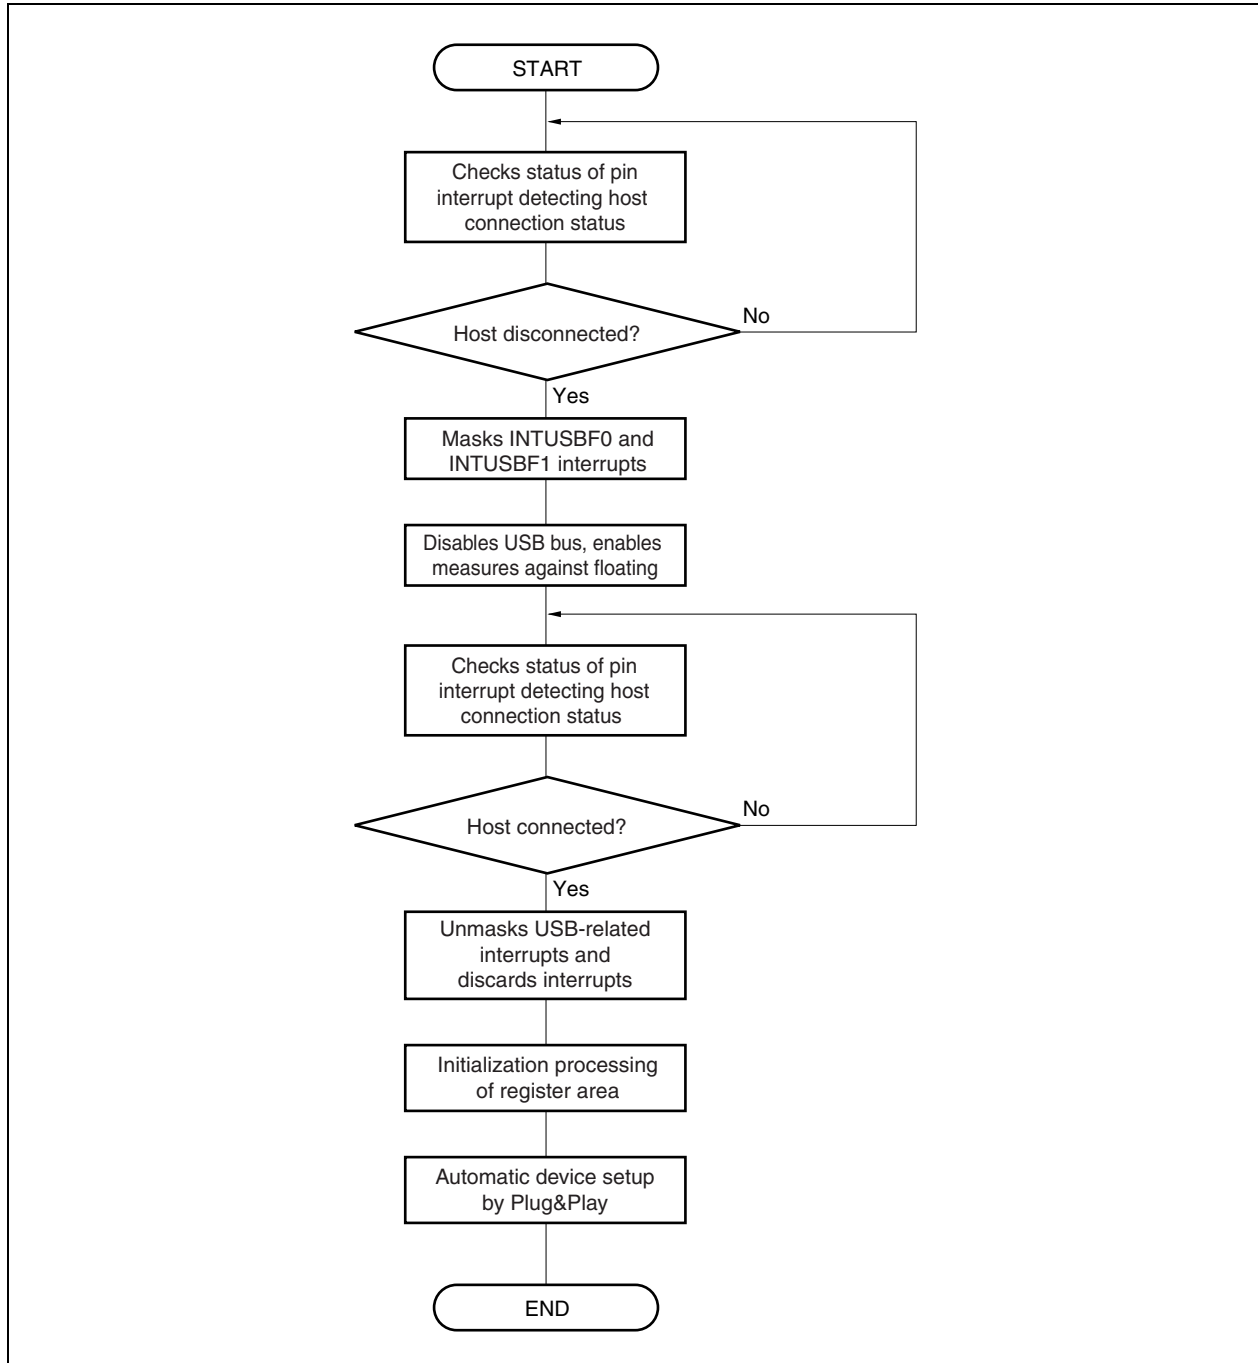 START
Checks status of pin
interrupt detecting host
connection status
Host disconnected?
No
Yes
Masks INTUSBF0 and
INTUSBF1 interrupts
Disables USB bus, enables
measures against floating
Checks status of pin
interrupt detecting host
connection status
Host connected?
No
Yes
Unmasks USB-related
interrupts and
discards interrupts
Initialization processing
of register area
Automatic device setup
by Plug&Play
END